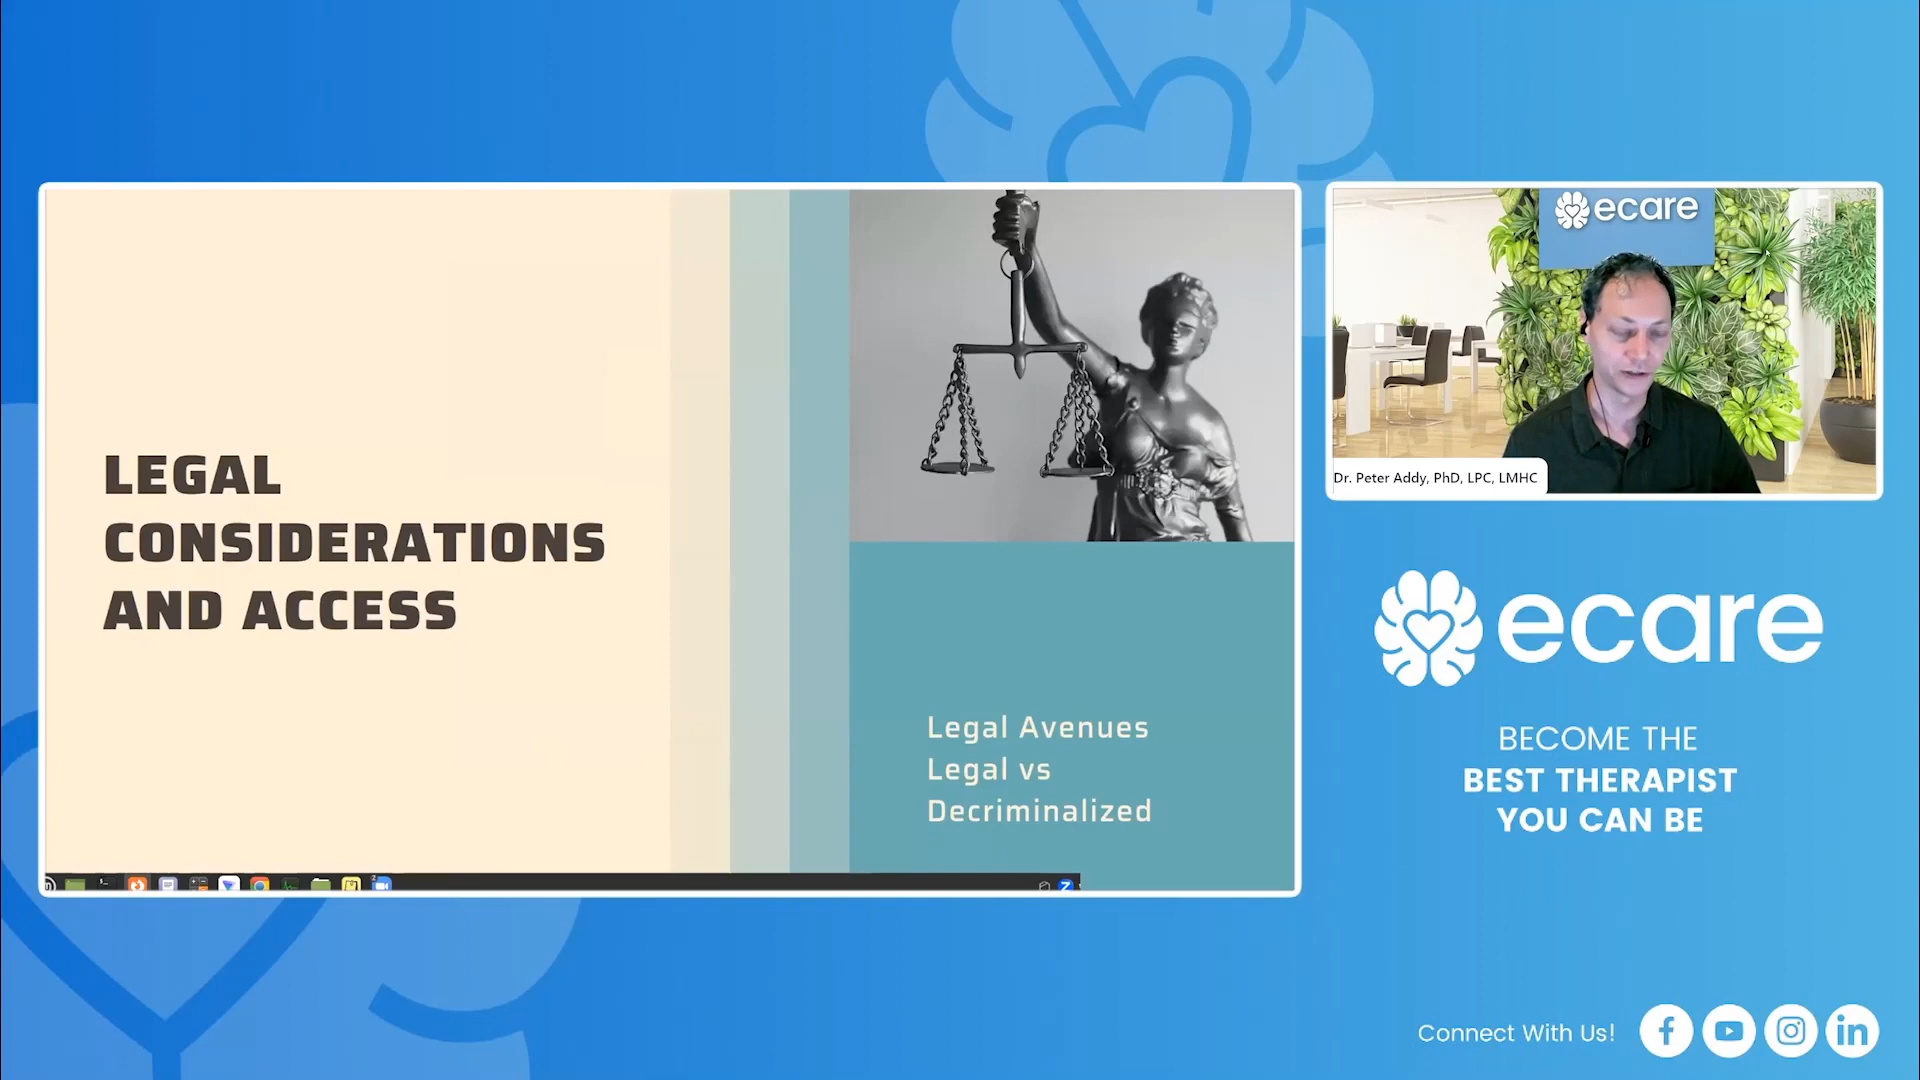 LEGAL
CONSIDERATIONS
AND ACCESS
Legal Avenues
Legal vs
Decriminalized
ecare
Dr. Peter Addy, PhD, LPC, LMHC
ecare
BECOME THE
BEST THERAPIST
YOU CAN BE
Connect With Us!